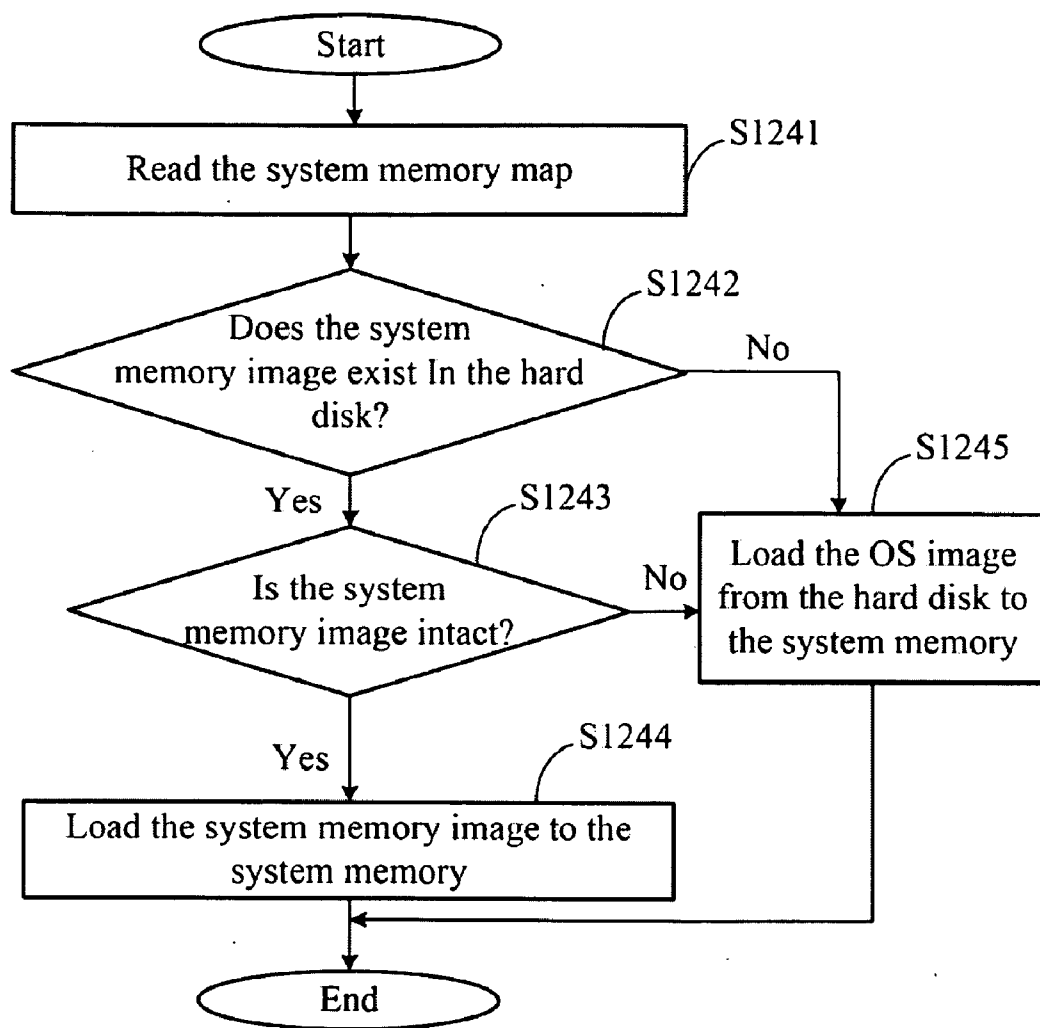 Start
S1241
Read the system memory map
S1242
Does the system
memory image exist In the hard
disk?
No
Yes
S1245
S1243
Load the OS image
from the hard disk to
the system memory
Is the system
memory image intact?
No
Yes
S1244
Load the system memory image to the
system memory
End